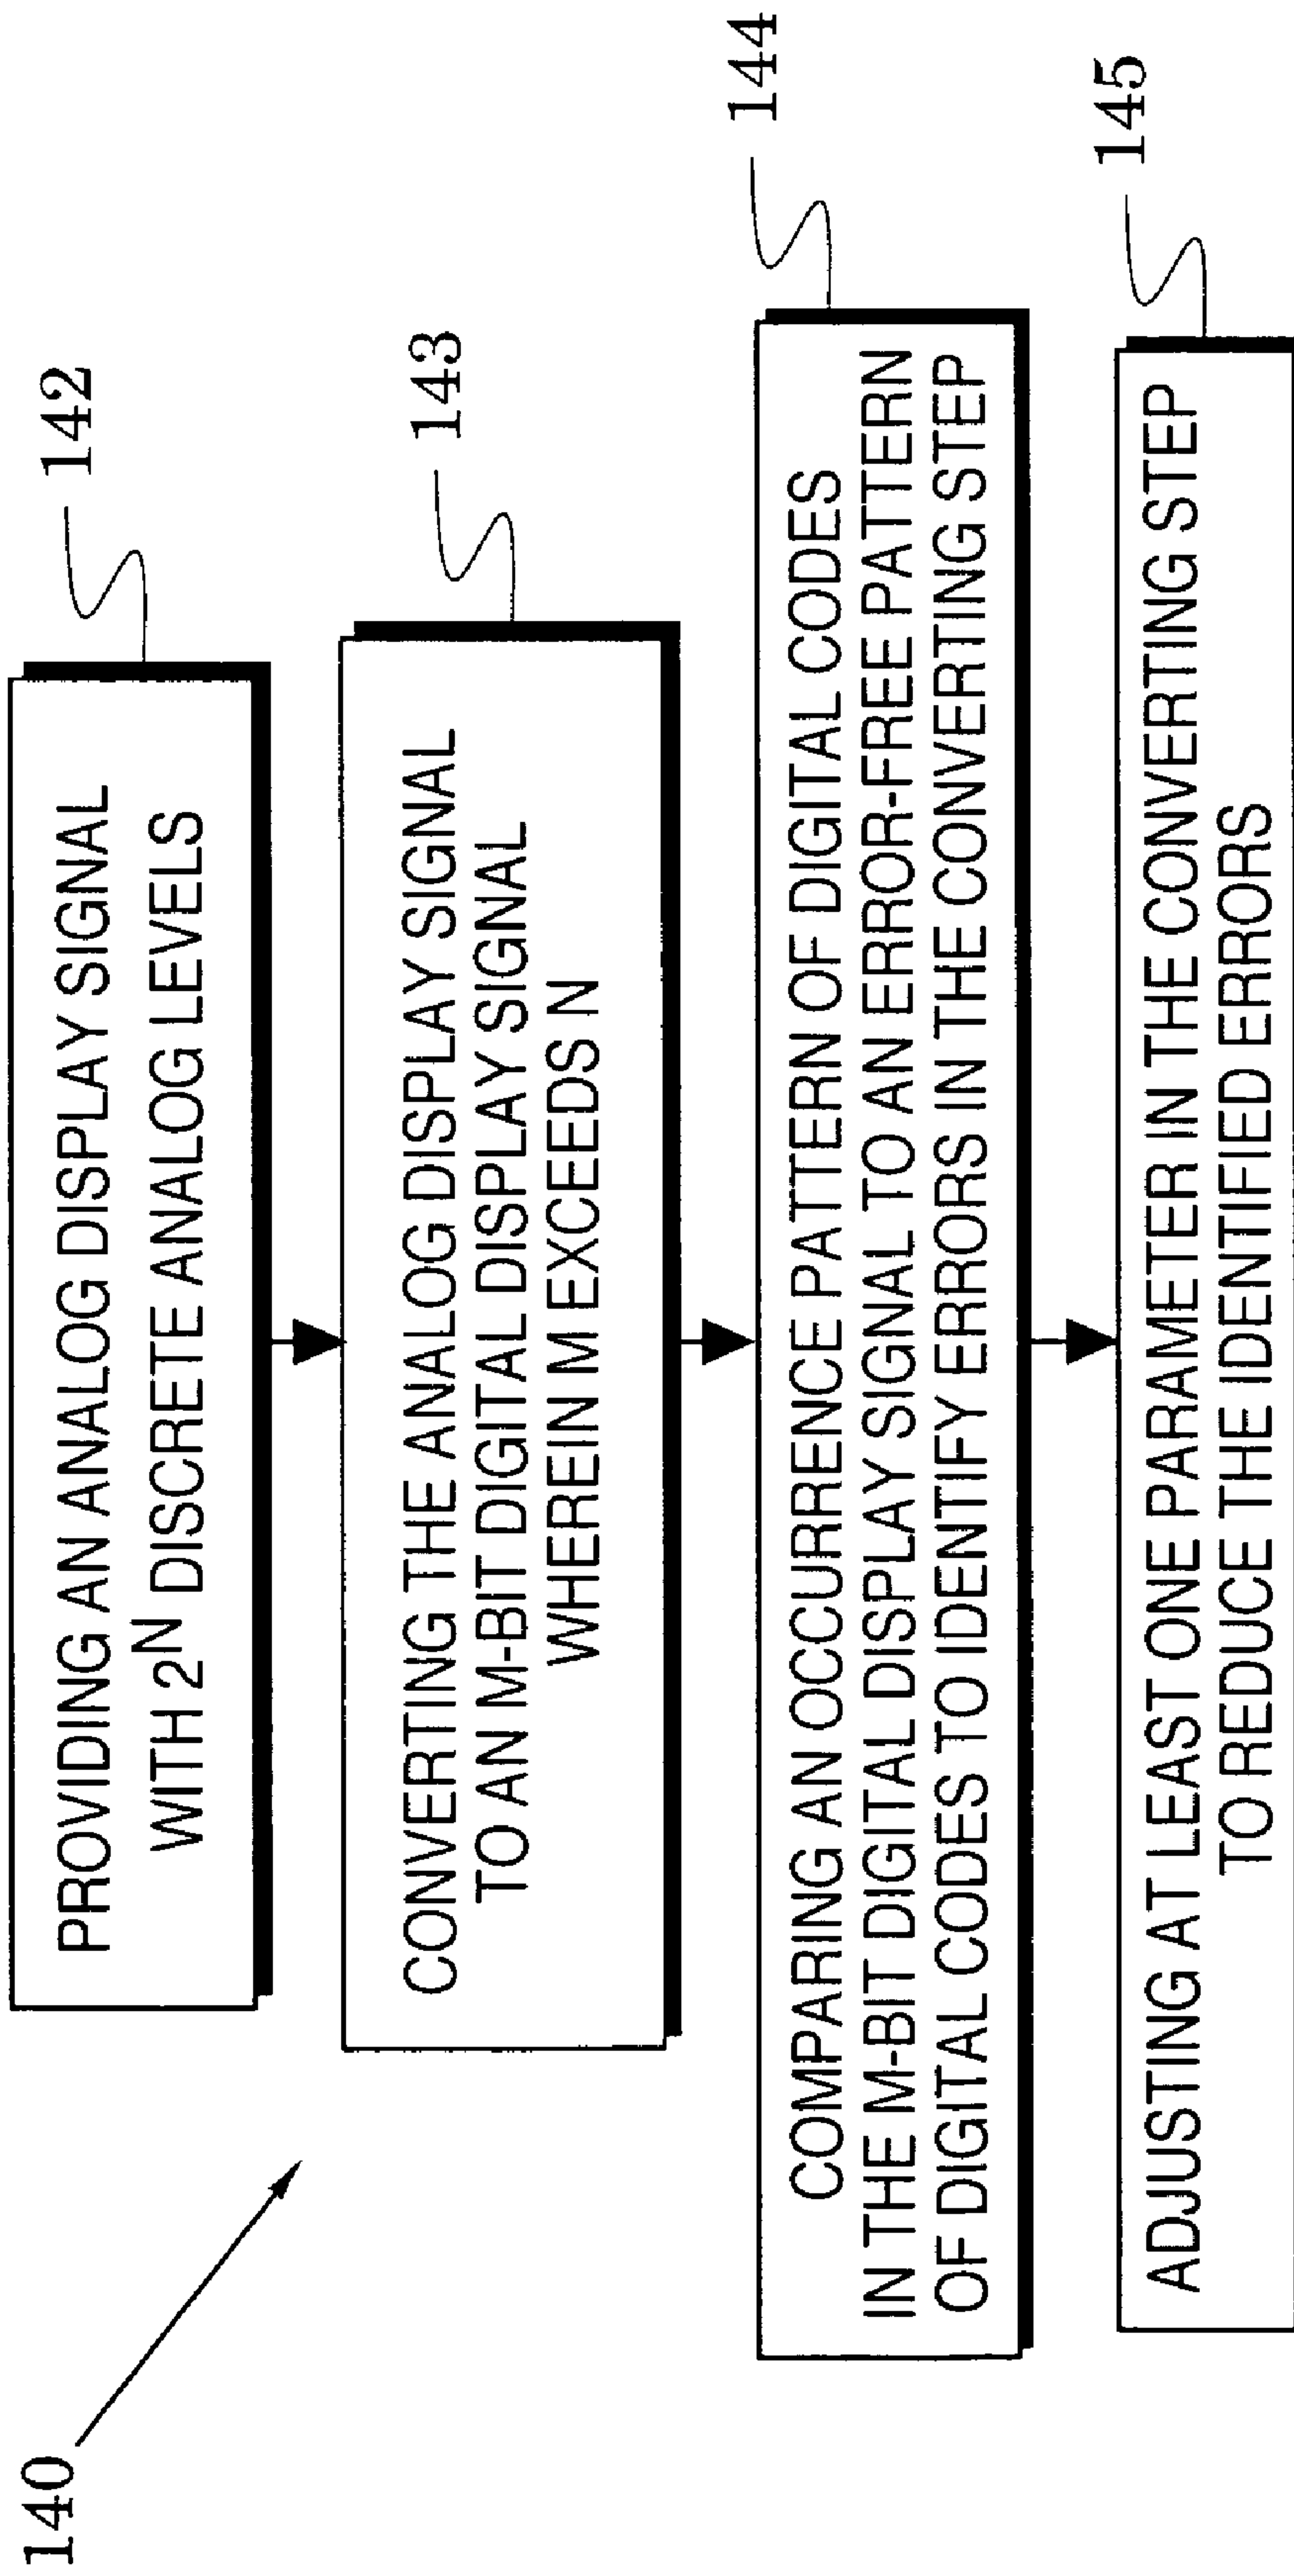 140
PROVIDING AN ANALOG DISPLAY SIGNAL
WITH 2^N DISCRETE ANALOG LEVELS
142
CONVERTING THE ANALOG DISPLAY SIGNAL
TO AN M-BIT DIGITAL DISPLAY SIGNAL
WHEREIN M EXCEEDS N
143
COMPARING AN OCCURRENCE PATTERN OF DIGITAL CODES
IN THE M-BIT DIGITAL DISPLAY SIGNAL TO AN ERROR-FREE PATTERN
OF DIGITAL CODES TO IDENTIFY ERRORS IN THE CONVERTING STEP
144
ADJUSTING AT LEAST ONE PARAMETER IN THE CONVERTING STEP
TO REDUCE THE IDENTIFIED ERRORS
145